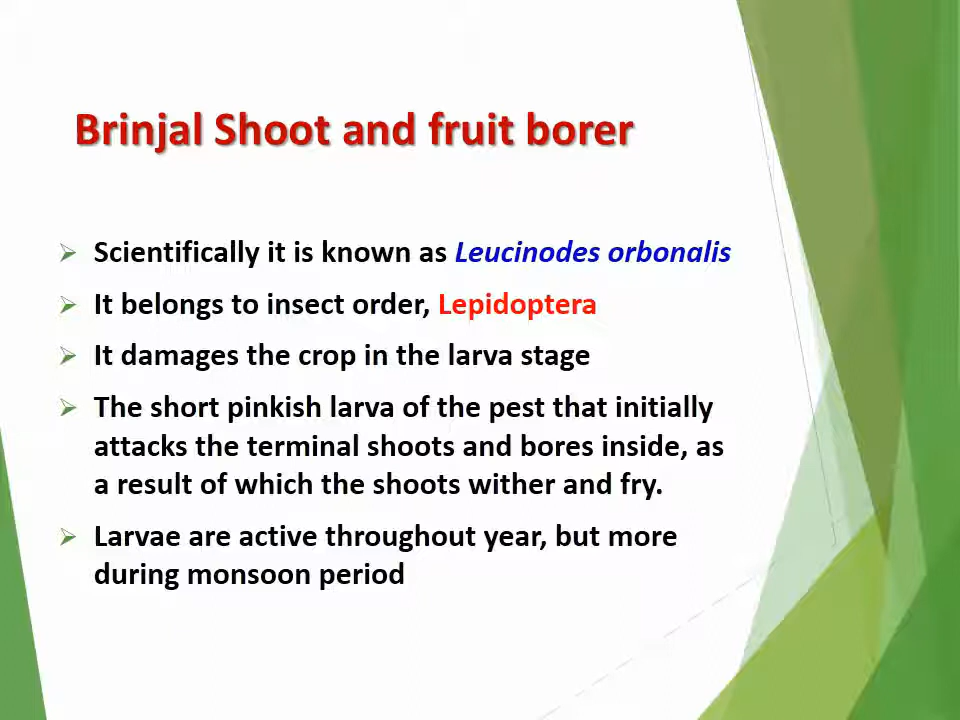 Brinjal Shoot and fruit borer
Scientifically it is known as Leucinodes orbonalis
It belongs to insect order, Lepidoptera
It damages the crop in the larva stage
The short pinkish larva of the pest that initially
attacks the terminal shoots and bores inside, as
a result of which the shoots wither and fry.
Larvae are active throughout year, but more
during monsoon period